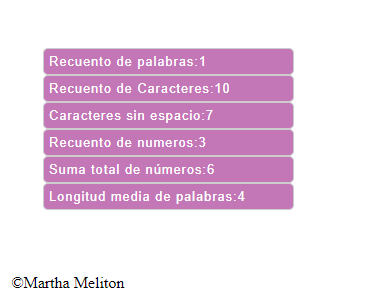 Recuento de palabras:1
Recuento de Caracteres:10
Caracteres sin espacio:7
Recuento de numeros:3
Suma total de números:6
Longitud media de palabras:4
©Martha Meliton